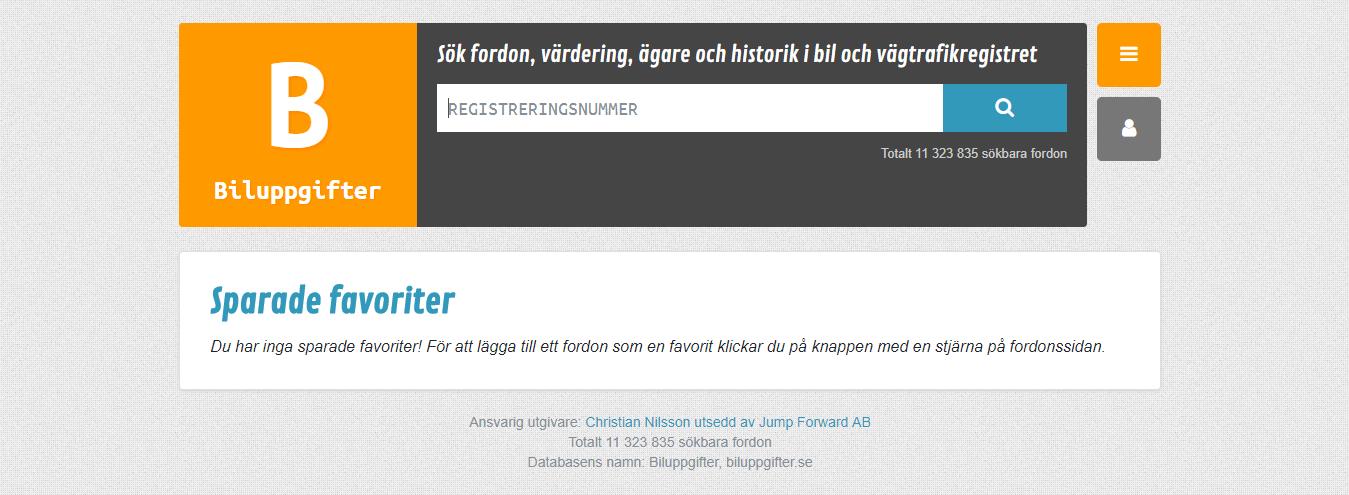 B
Biluppgifter
Sök fordon, värdering, ägare och historik i bil och vägtrafikregistret
REGISTRERINGSNUMMER
Totalt 11 323 835 sökbara fordon
Sparade favoriter
Du har inga sparade favoriter! För att lägga till ett fordon som en favorit klickar du på knappen med en stjärna på fordonssidan.
Ansvarig utgivare: Christian Nilsson utsedd av Jump Forward AB
Totalt 11 323 835 sökbara fordon
Databasens namn: Biluppgifter, biluppgifter.se